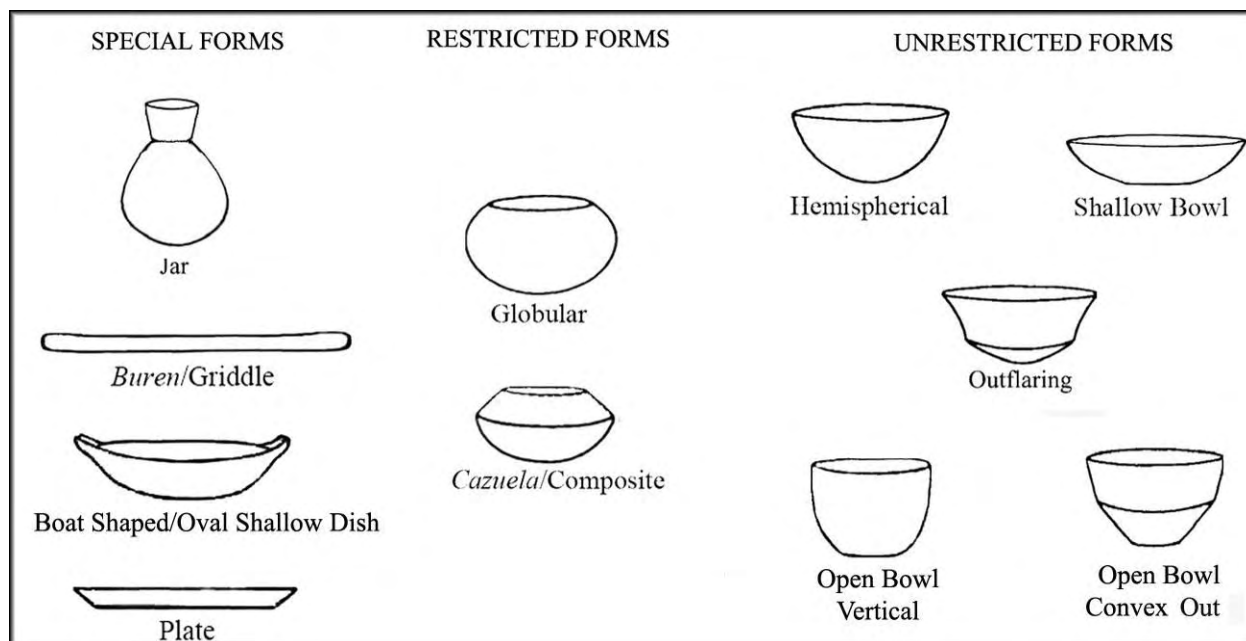 SPECIAL FORMS
Jar
Buren/Griddle
Boat Shaped/Oval Shallow Dish
Plate
RESTRICTED FORMS
Globular
Cazuela/Composite
UNRESTRICTED FORMS
Hemispherical
Shallow Bowl
Outflaring
Open Bowl
Vertical
Open Bowl
Convex Out